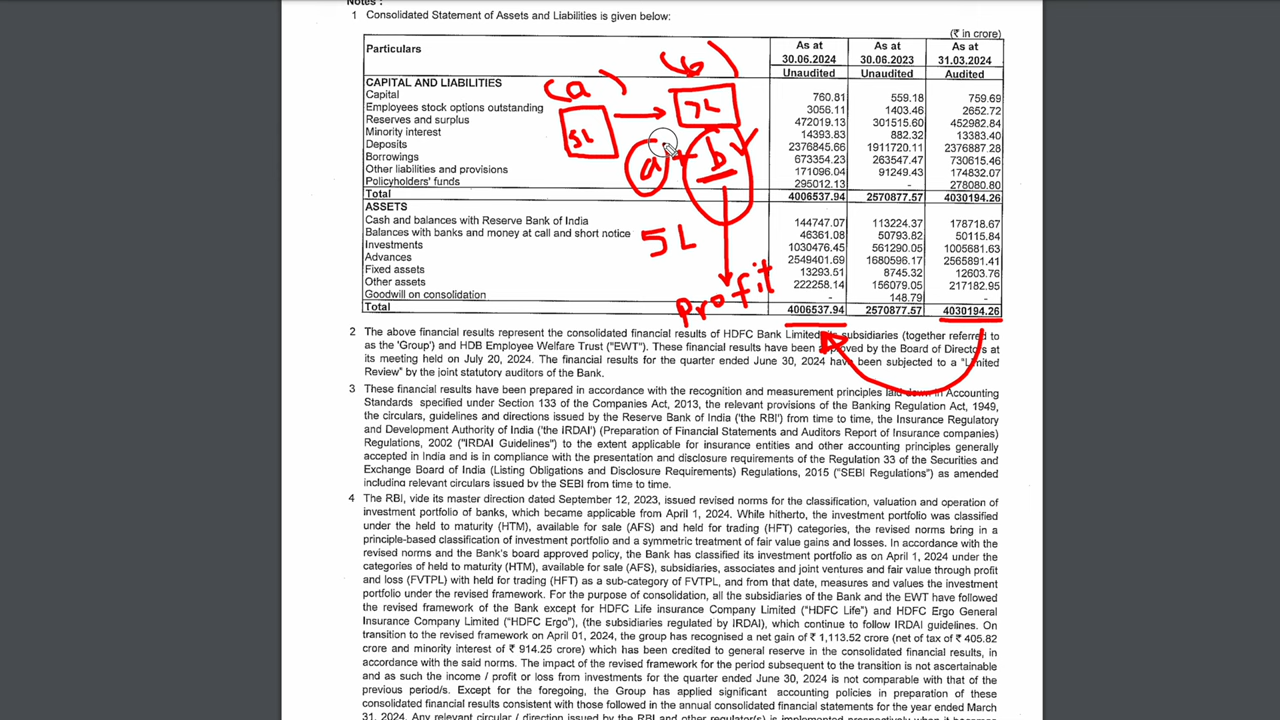 Notes :
1 Consolidated Statement of Assets and Liabilities is given below:
(₹ in crore)
Particulars As at 30.06.2024 As at 30.06.2023 As at 31.03.2024
Unaudited Unaudited Audited
CAPITAL AND LIABILITIES
Capital 760.81 559.18 759.69
Employees stock options outstanding 3056.11 1403.46 2652.72
Reserves and surplus 472019.13 301515.60 452982.84
Minority interest 14393.83 882.32 13383.40
Deposits 2376845.66 1911720.11 2376887.28
Borrowings 673354.23 263547.47 730615.46
Other liabilities and provisions 171096.04 91249.43 174832.07
Policyholders' funds 295012.13 - 278080.80
Total 4006537.94 2570877.57 4030194.26
ASSETS
Cash and balances with Reserve Bank of India 144747.07 113224.37 178718.67
Balances with banks and money at call and short notice 46361.08 50793.82 50115.84
Investments 1030476.45 561290.05 1005681.63
Advances 2549401.69 1680596.17 2565891.41
Fixed assets 13293.51 8745.32 12603.76
Other assets 222258.14 156079.05 217182.95
Goodwill on consolidation - 148.79 -
Total 4006537.94 2570877.57 4030194.26
(a) (b)
5L 7L
a + b
5L
Profit
2 The above financial results represent the consolidated financial results of HDFC Bank Limited, its subsidiaries (together referred to
as the 'Group') and HDB Employee Welfare Trust ("EWT"). These financial results have been approved by the Board of Directors at
its meeting held on July 20, 2024. The financial results for the quarter ended June 30, 2024 have been subjected to a "Limited
Review" by the joint statutory auditors of the Bank.
3 These financial results have been prepared in accordance with the recognition and measurement principles laid down in Accounting
Standards specified under Section 133 of the Companies Act, 2013, the relevant provisions of the Banking Regulation Act, 1949,
the circulars, guidelines and directions issued by the Reserve Bank of India ('the RBI') from time to time, the Insurance Regulatory
and Development Authority of India ('the IRDAI') (Preparation of Financial Statements and Auditors Report of Insurance companies)
Regulations, 2002 ("IRDAI Guidelines") to the extent applicable for insurance entities and other accounting principles generally
accepted in India and is in compliance with the presentation and disclosure requirements of the Regulation 33 of the Securities and
Exchange Board of India (Listing Obligations and Disclosure Requirements) Regulations, 2015 ("SEBI Regulations") as amended
including relevant circulars issued by the SEBI from time to time.
4 The RBI, vide its master direction dated September 12, 2023, issued revised norms for the classification, valuation and operation of
investment portfolio of banks, which became applicable from April 1, 2024. While hitherto, the investment portfolio was classified
under the held to maturity (HTM), available for sale (AFS) and held for trading (HFT) categories, the revised norms bring in a
principle-based classification of investment portfolio and a symmetric treatment of fair value gains and losses. In accordance with the
revised norms and the Bank's board approved policy, the Bank has classified its investment portfolio as on April 1, 2024 under the
categories of held to maturity (HTM), available for sale (AFS), subsidiaries, associates and joint ventures and fair value through profit
and loss (FVTPL) with held for trading (HFT) as a sub-category of FVTPL, and from that date, measures and values the investment
portfolio under the revised framework. For the purpose of consolidation, all the subsidiaries of the Bank and the EWT have followed
the revised framework of the Bank except for HDFC Life insurance Company Limited ("HDFC Life") and HDFC Ergo General
Insurance Company Limited ("HDFC Ergo"), (the subsidiaries regulated by IRDAI), which continue to follow IRDAI guidelines. On
transition to the revised framework on April 01, 2024, the group has recognised a net gain of ₹ 1,113.52 crore (net of tax of ₹ 405.82
crore and minority interest of ₹ 914.25 crore) which has been credited to general reserve in the consolidated financial results, in
accordance with the said norms. The impact of the revised framework for the period subsequent to the transition is not ascertainable
and as such the income / profit or loss from investments for the quarter ended June 30, 2024 is not comparable with that of the
previous period/s. Except for the foregoing, the Group has applied significant accounting policies in preparation of these
consolidated financial results consistent with those followed in the annual consolidated financial statements for the year ended March
31, 2024. Any relevant circular / direction issued by the RBI and other